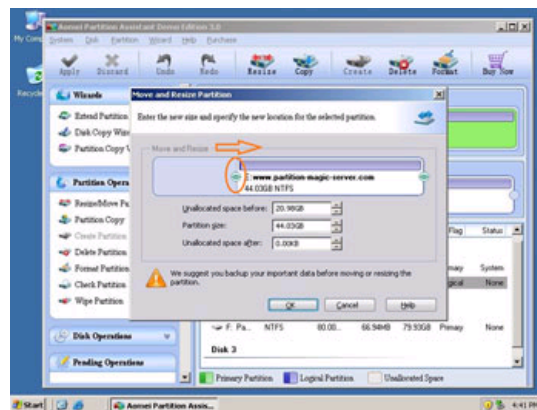 My Comp
Recycle
Aomei Partition Assistant Demo Edition 3.0
System Disk Partition Wizard Help Purchase
Apply Discard Undo Redo Resize Copy Create Delete Format Buy Now
Wizards
Extend Partition
Disk Copy Wiz
Partition Copy W
Partition Opera
Resize/Move Pa
Partition Copy
Create Partition
Delete Partition
Format Partition
Check Partition
Wipe Partition
Disk Operations
Pending Operations
Move and Resize Partition
Enter the new size and specify the new location for the selected partition.
Move and Resize
E: www.partition-magic-server.com
44.03GB NTFS
Unallocated space before: 20.98GB
Partition size: 44.03GB
Unallocated space after: 0.00KB
We suggest you backup your important data before moving or resizing the
partition.
OK Cancel Help
Flag Status
mary System
gical None
F: Pa.. NTFS 80.00.. 66.94MB 79.93GB Primary None
Disk 3
Primary Partition Logical Partition Unallocated Space
Start Aomei Partition Assis... 4:41 PM